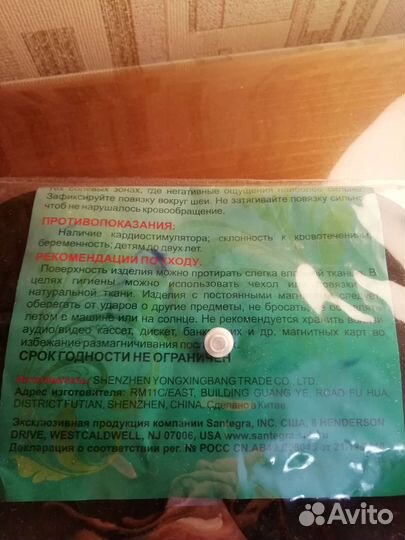 тех болевых зонах, где негативные ощущения наиболее сильны.
Зафиксируйте повязку вокруг шеи. Не затягивайте повязку сильно,
чтоб не нарушалось кровообращение.
ПРОТИВОПОКАЗАНИЯ:
Наличие кардиостимулятора; склонность к кровотечениям;
беременность; детям до двух лет.
РЕКОМЕНДАЦИИ ПО УХОДУ:
Поверхность изделия можно протирать слегка влажной тканью. В
целях гигиены можно использовать чехол из
натуральной ткани. Изделия с постоянными магнитами следует
оберегать от ударов о другие предметы, не бросать, не оставлять
летом в машине или на солнце. Не рекомендуется хранить вблизи
аудио/видео кассет, дискет, банковских и др. магнитных карт во
избежание размагничивания
СРОК ГОДНОСТИ НЕ ОГРАНИЧЕН
SHENZHEN YONGXINGBANG TRADE CO., LTD.
Адрес изготовителя: RM11C/EAST, BUILDING GUANG YE, ROAD FU HUA,
DISTRICT FUTIAN, SHENZHEN, CHINA. Сделано в Китае
Эксклюзивная продукция компании Santegra, INC. США, 8 HENDERSON
DRIVE, WESTCALDWELL, NJ 07006, USA
Декларация о соответствии рег. № РОСС CN.
Avito